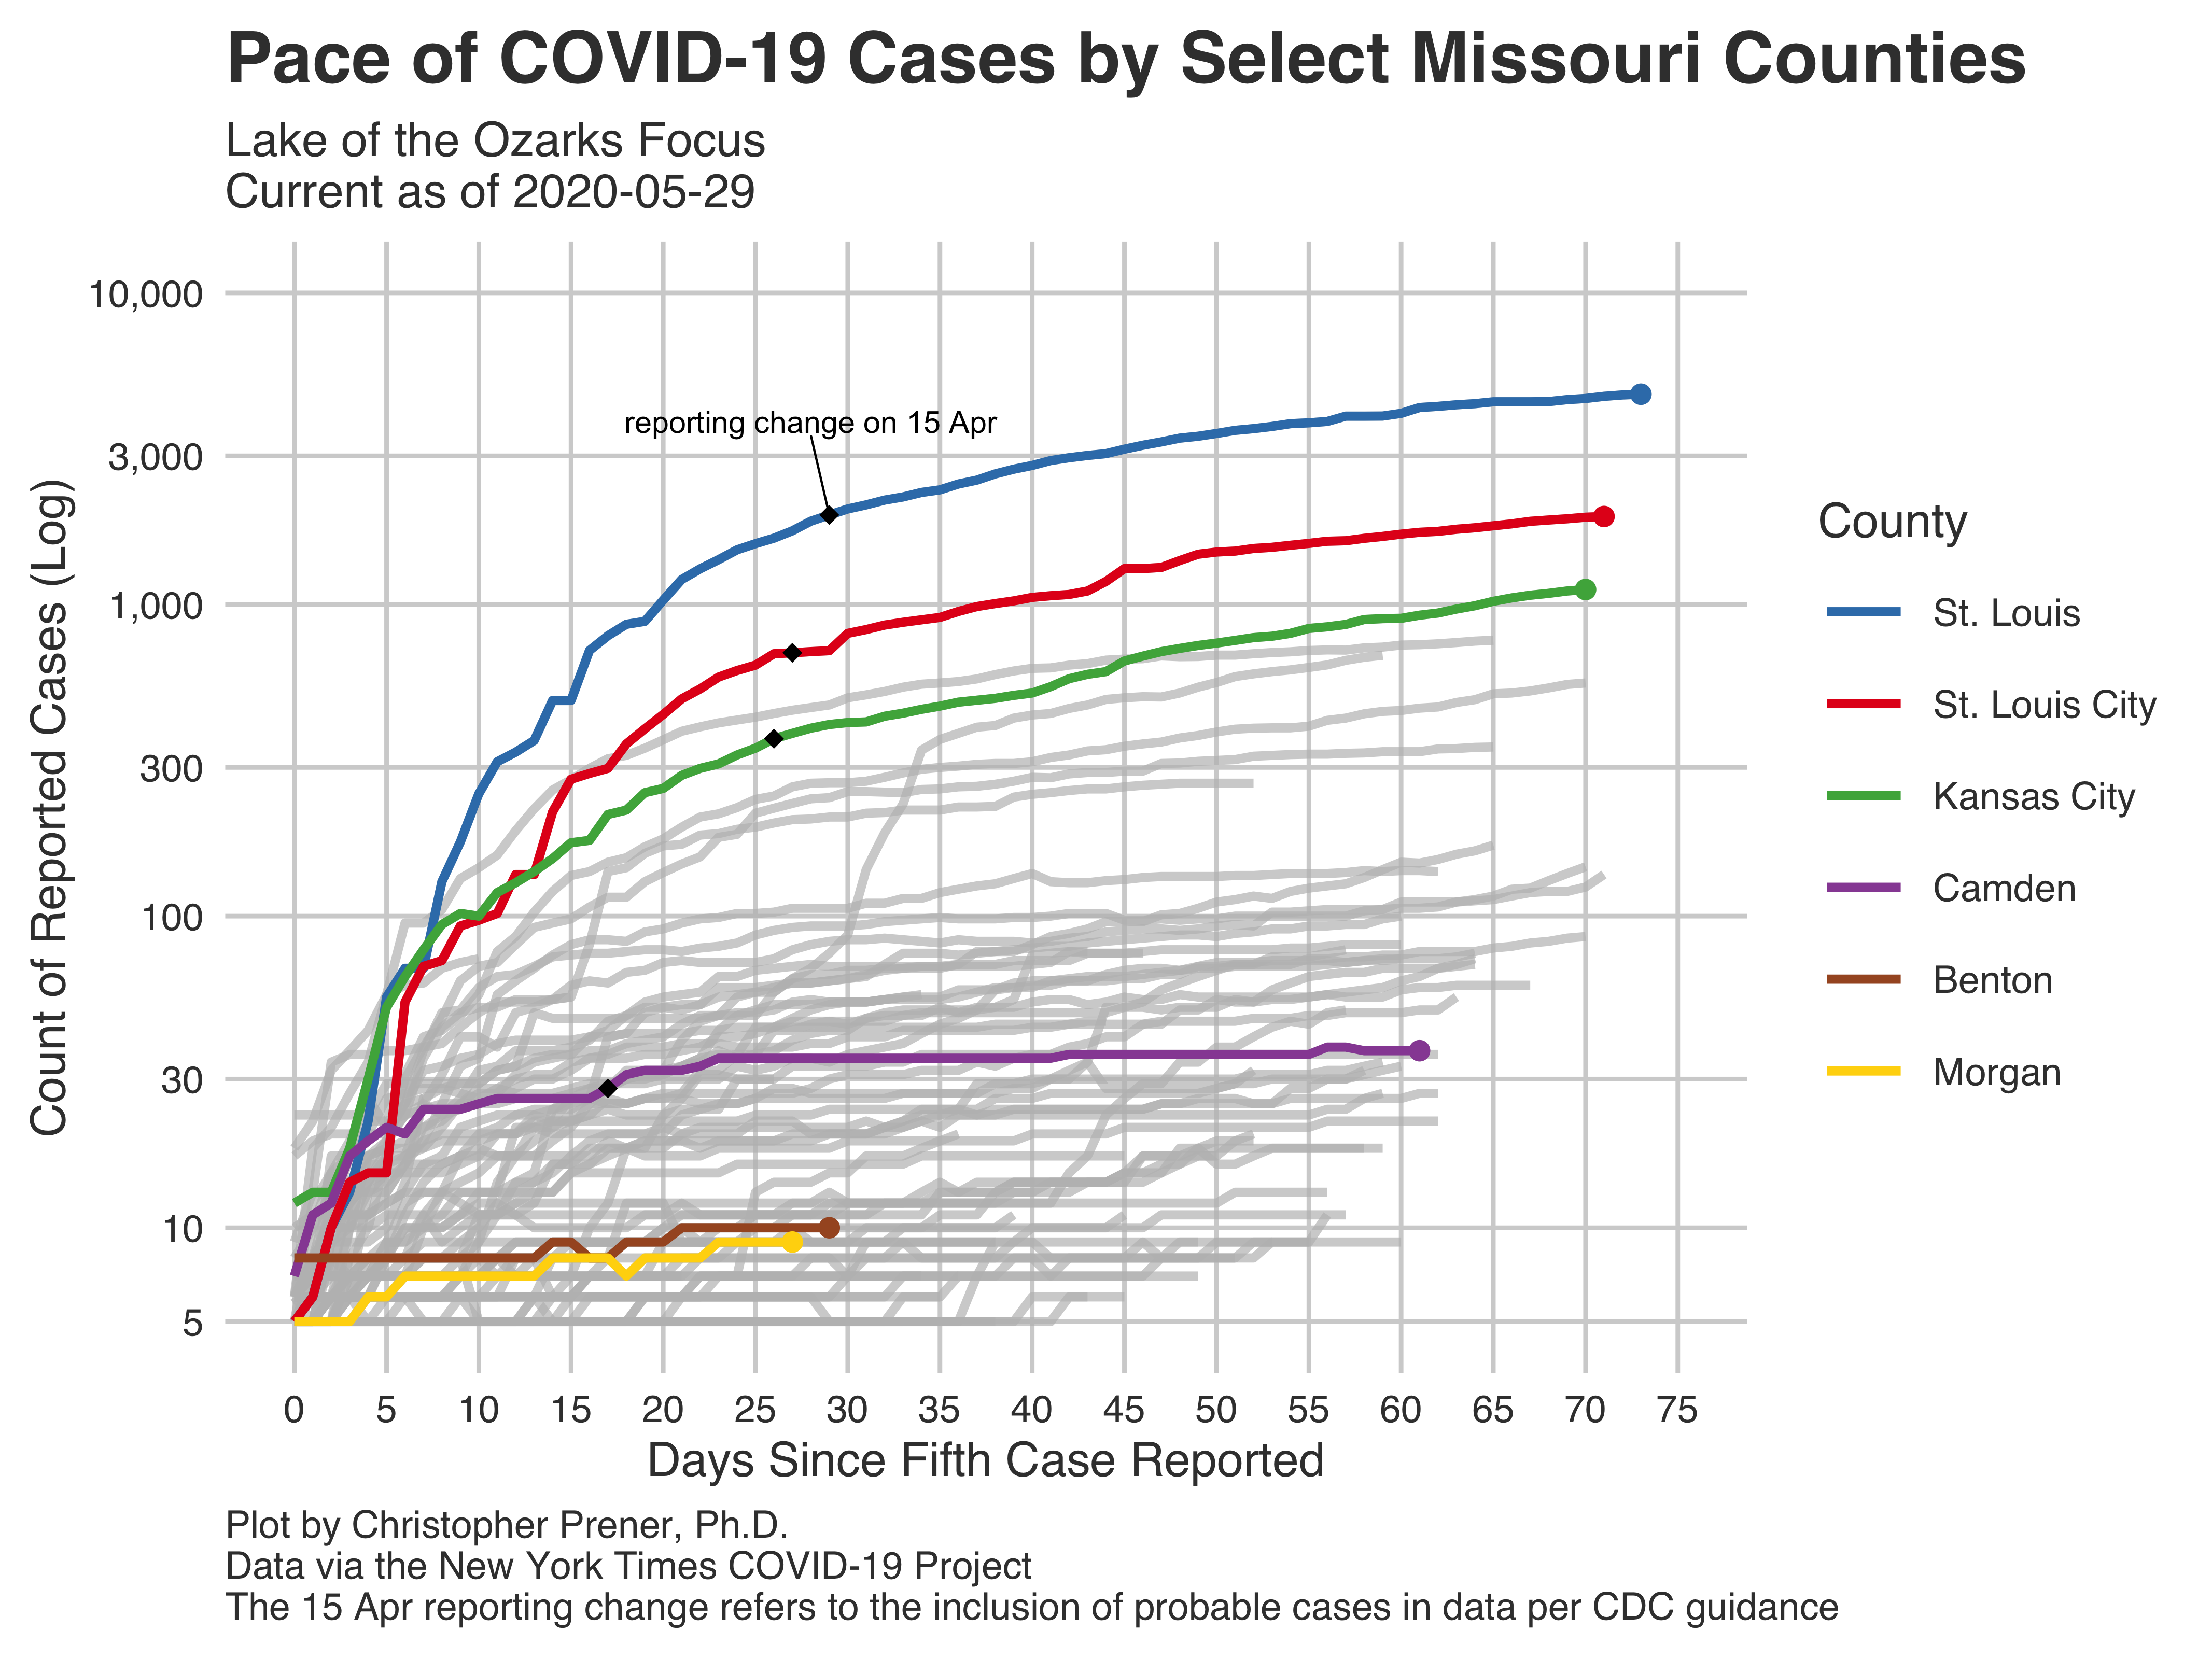 Pace of COVID-19 Cases by Select Missouri Counties
Lake of the Ozarks Focus
Current as of 2020-05-29
Count of Reported Cases (Log)
10,000
3,000
1,000
300
100
30
10
5
reporting change on 15 Apr
0 5 10 15 20 25 30 35 40 45 50 55 60 65 70 75
Days Since Fifth Case Reported
County
St. Louis
St. Louis City
Kansas City
Camden
Benton
Morgan
Plot by Christopher Prener, Ph.D.
Data via the New York Times COVID-19 Project
The 15 Apr reporting change refers to the inclusion of probable cases in data per CDC guidance